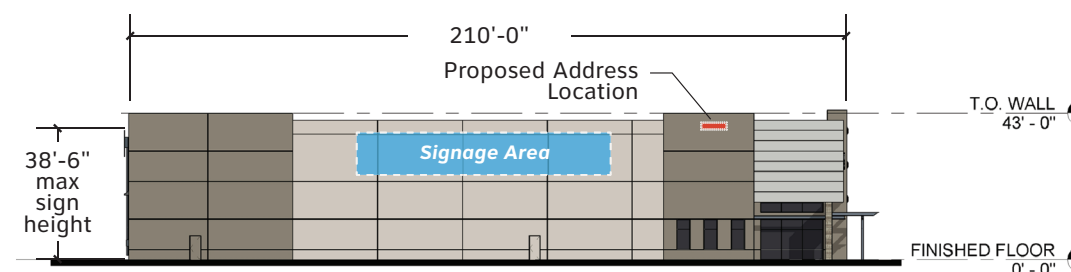 210'-0"
Proposed Address
Location
T.O. WALL
43' - 0"
Signage Area
38'-6"
max
sign
height
FINISHED FLOOR
0' - 0"